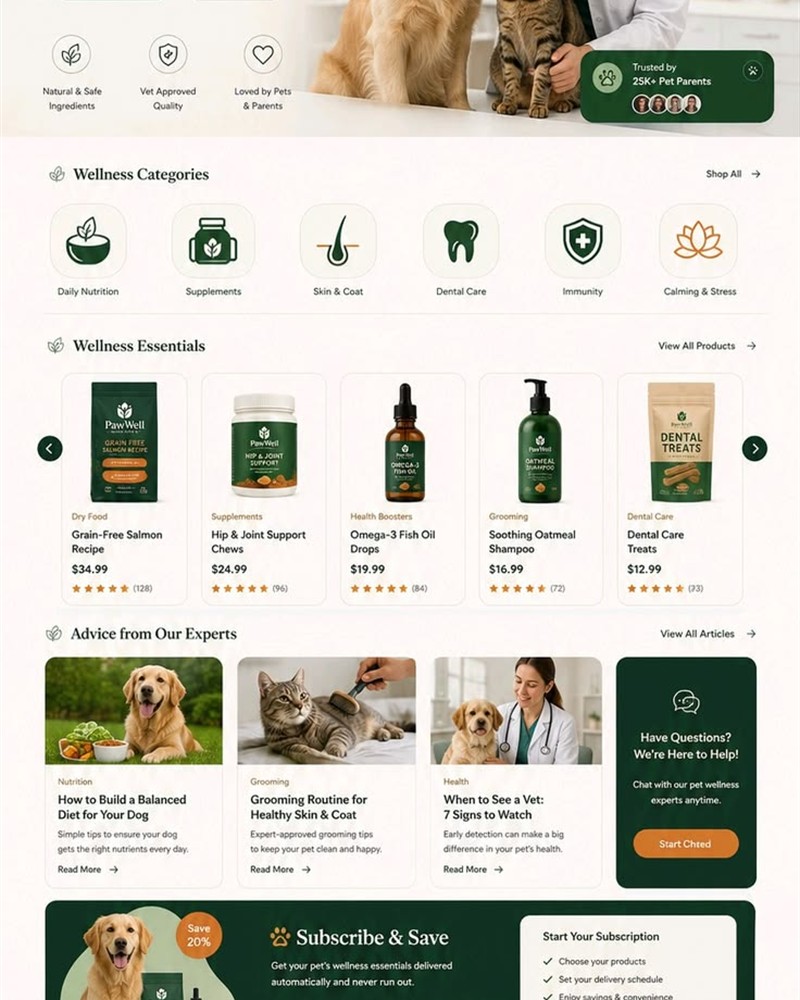 Natural & Safe
Ingredients
Vet Approved
Quality
Loved by Pets
& Parents
Trusted by
25K+ Pet Parents
Wellness Categories
Shop All
Daily Nutrition
Supplements
Skin & Coat
Dental Care
Immunity
Calming & Stress
Wellness Essentials
View All Products
PawWell
GRAIN FREE
SALMON RECIPE
PawWell
HIP & JOINT
SUPPORT
PawWell
OMEGA-3
FISH OIL
PawWell
OATMEAL
SHAMPOO
PawWell
DENTAL
TREATS
Dry Food
Grain-Free Salmon
Recipe
$34.99
(128)
Supplements
Hip & Joint Support
Chews
$24.99
(96)
Health Boosters
Omega-3 Fish Oil
Drops
$19.99
(84)
Grooming
Soothing Oatmeal
Shampoo
$16.99
(72)
Dental Care
Dental Care
Treats
$12.99
Advice from Our Experts
View All Articles
Nutrition
How to Build a Balanced
Diet for Your Dog
Simple tips to ensure your dog
gets the right nutrients every day.
Read More
Grooming
Grooming Routine for
Healthy Skin & Coat
Expert-approved grooming tips
to keep your pet clean and happy.
Read More
Health
When to See a Vet:
7 Signs to Watch
Early detection can make a big
difference in your pet's health.
Read More
Have Questions?
We're Here to Help!
Chat with our pet wellness
experts anytime.
Start
Save
20%
Subscribe & Save
Get your pet's wellness essentials delivered
automatically and never run out.
Start Your Subscription
Choose your products
Set your delivery schedule
Enjoy savings & convenience